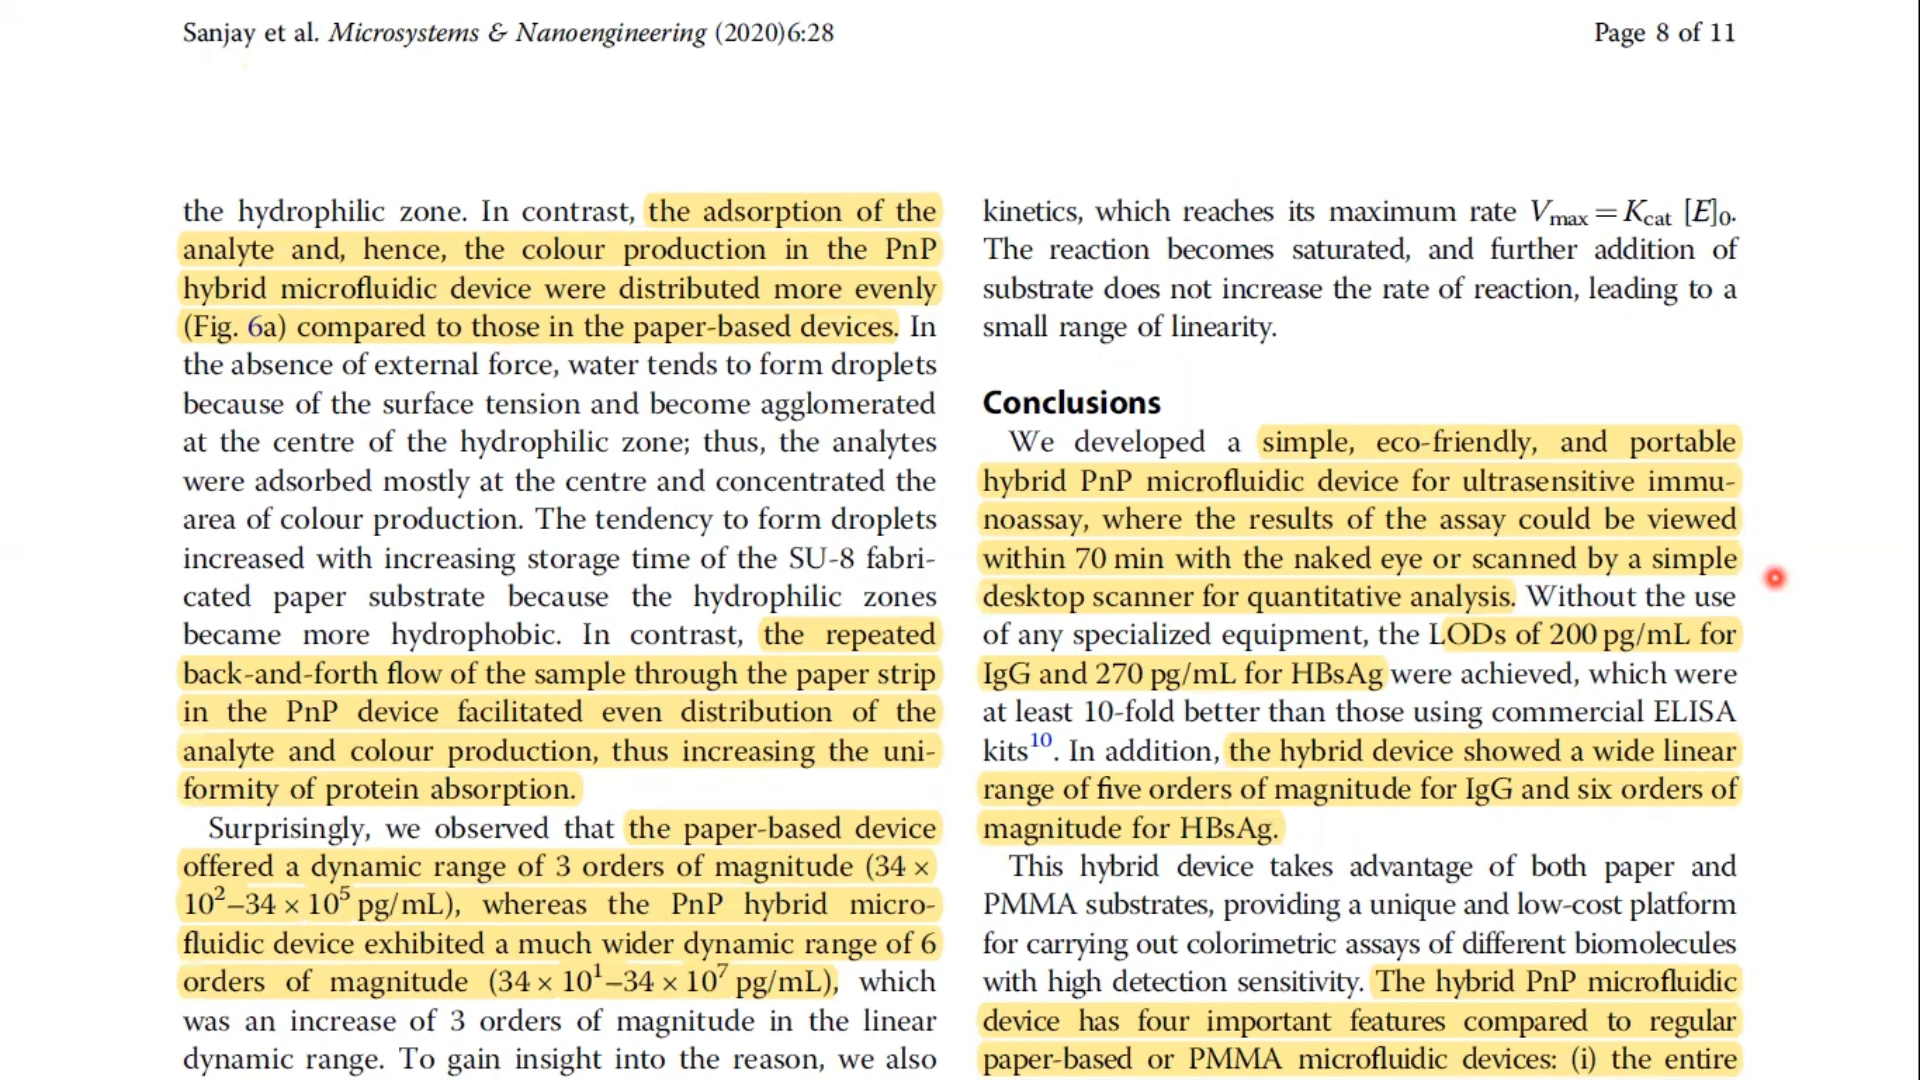 Sanjay et al. Microsystems & Nanoengineering (2020)6:28
Page 8 of 11
the hydrophilic zone. In contrast, the adsorption of the
analyte and, hence, the colour production in the PnP
hybrid microfluidic device were distributed more evenly
(Fig. 6a) compared to those in the paper-based devices. In
the absence of external force, water tends to form droplets
because of the surface tension and become agglomerated
at the centre of the hydrophilic zone; thus, the analytes
were adsorbed mostly at the centre and concentrated the
area of colour production. The tendency to form droplets
increased with increasing storage time of the SU-8 fabri-
cated paper substrate because the hydrophilic zones
became more hydrophobic. In contrast, the repeated
back-and-forth flow of the sample through the paper strip
in the PnP device facilitated even distribution of the
analyte and colour production, thus increasing the uni-
formity of protein absorption.
Surprisingly, we observed that the paper-based device
offered a dynamic range of 3 orders of magnitude (34 ×
10²–34 × 10⁵ pg/mL), whereas the PnP hybrid micro-
fluidic device exhibited a much wider dynamic range of 6
orders of magnitude (34 × 10¹–34 × 10⁷ pg/mL), which
was an increase of 3 orders of magnitude in the linear
dynamic range. To gain insight into the reason, we also
kinetics, which reaches its maximum rate Vmax = Kcat [E]₀.
The reaction becomes saturated, and further addition of
substrate does not increase the rate of reaction, leading to a
small range of linearity.
Conclusions
We developed a simple, eco-friendly, and portable
hybrid PnP microfluidic device for ultrasensitive immu-
noassay, where the results of the assay could be viewed
within 70 min with the naked eye or scanned by a simple
desktop scanner for quantitative analysis. Without the use
of any specialized equipment, the LODs of 200 pg/mL for
IgG and 270 pg/mL for HBsAg were achieved, which were
at least 10-fold better than those using commercial ELISA
kits¹⁰. In addition, the hybrid device showed a wide linear
range of five orders of magnitude for IgG and six orders of
magnitude for HBsAg.
This hybrid device takes advantage of both paper and
PMMA substrates, providing a unique and low-cost platform
for carrying out colorimetric assays of different biomolecules
with high detection sensitivity. The hybrid PnP microfluidic
device has four important features compared to regular
paper-based or PMMA microfluidic devices: (i) the entire